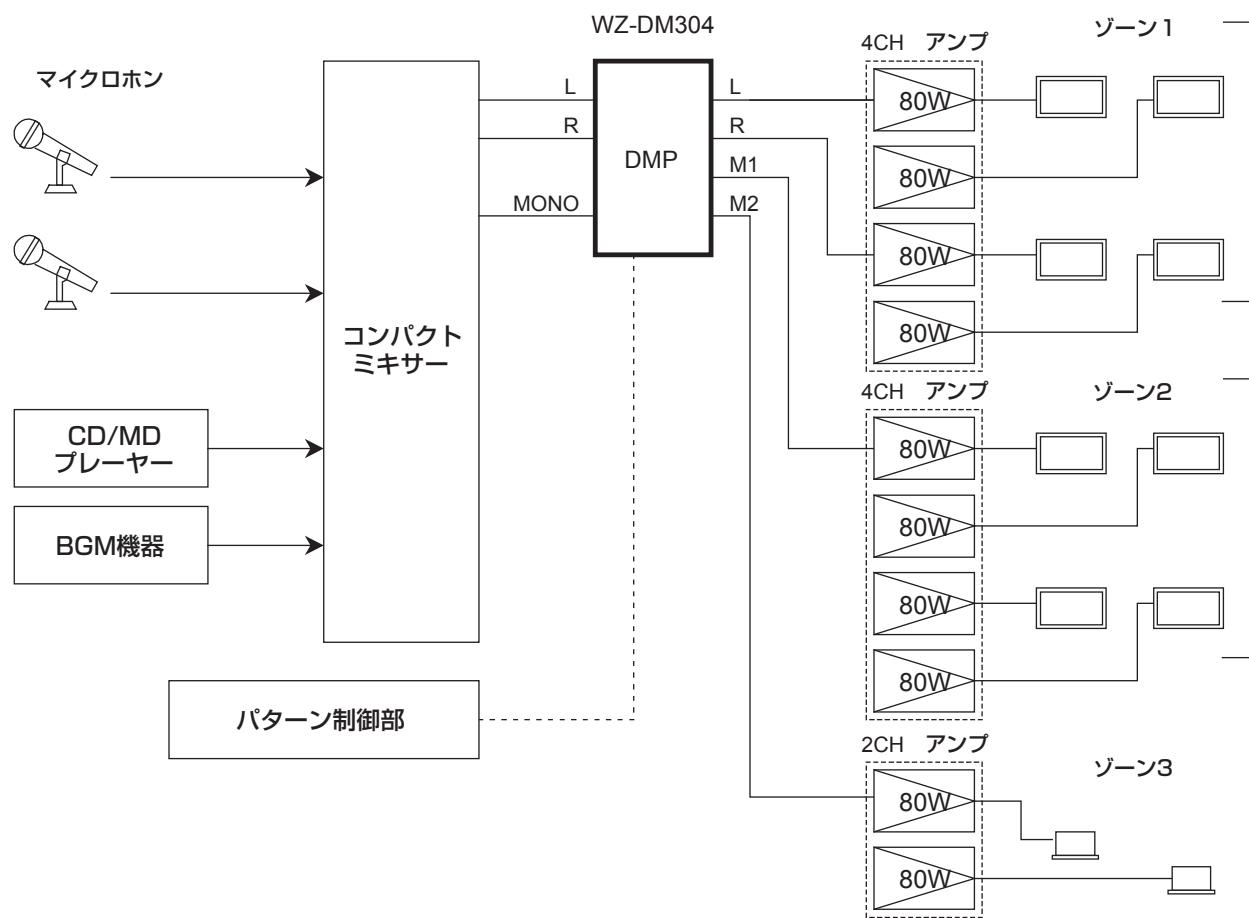 WZ-DM304
マイクロホン
コンパクト
ミキサー
CD/MD
プレーヤー
BGM機器
パターン制御部
L
R
MONO
DMP
L
R
M1
M2
4CH アンプ
ゾーン1
80W
80W
80W
80W
4CH アンプ
ゾーン2
80W
80W
80W
80W
2CH アンプ
ゾーン3
80W
80W